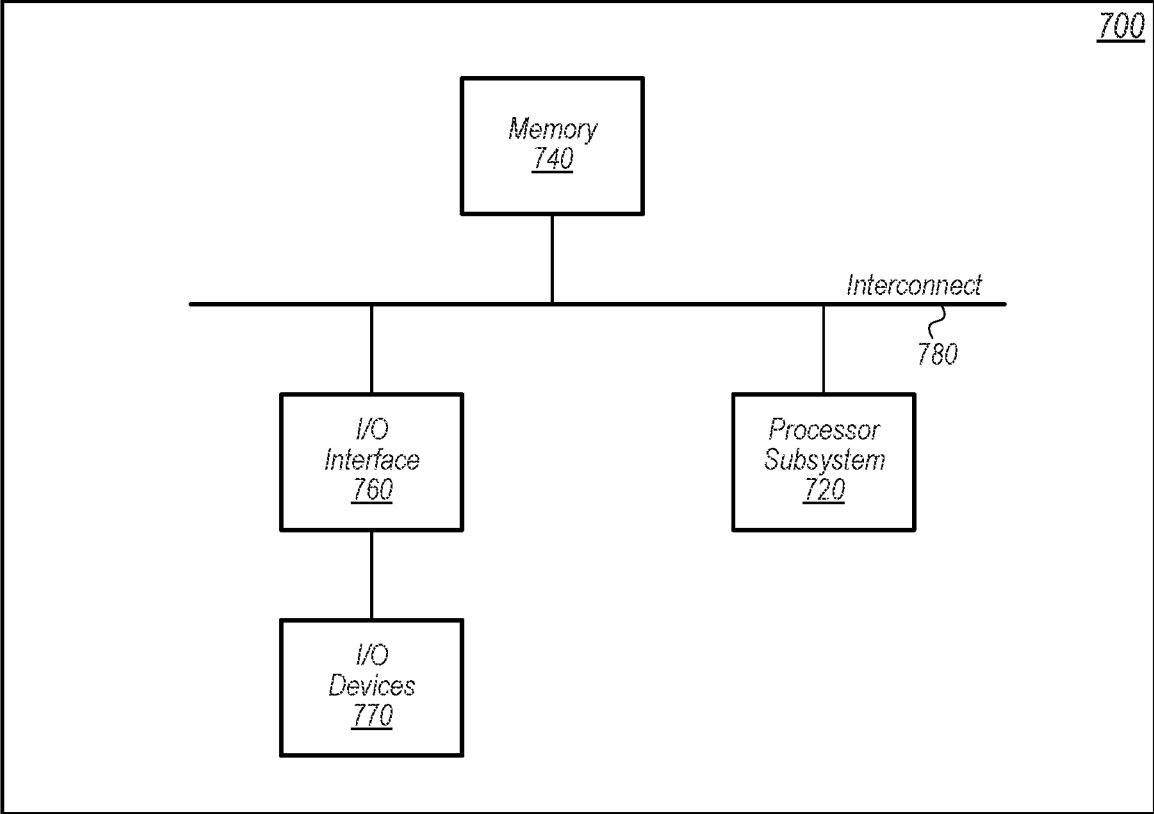 700
Memory
740
Interconnect
780
I/O
Interface
760
Processor
Subsystem
720
I/O
Devices
770